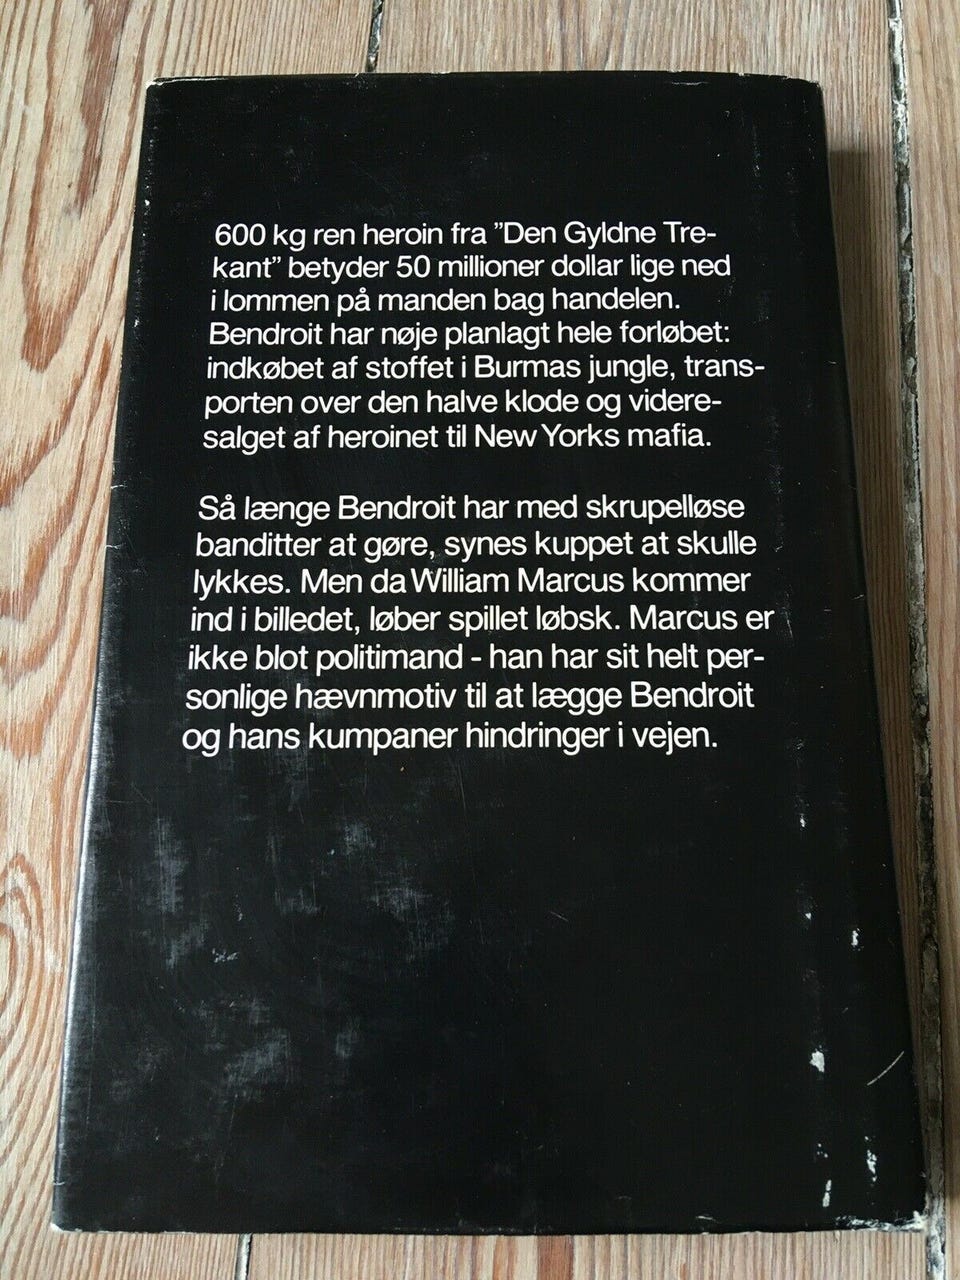 600 kg ren heroin fra ”Den Gyldne Tre-
kant” betyder 50 millioner dollar lige ned
i lommen på manden bag handelen.
Bendroit har nøje planlagt hele forløbet:
indkøbet af stoffet i Burmas jungle, trans-
porten over den halve klode og videre-
salget af heroinet til New Yorks mafia.
Så længe Bendroit har med skrupelløse
banditter at gøre, synes kuppet at skulle
lykkes. Men da William Marcus kommer
ind i billedet, løber spillet løbsk. Marcus er
ikke blot politimand - han har sit helt per-
sonlige hævnmotiv til at lægge Bendroit
og hans kumpaner hindringer i vejen.